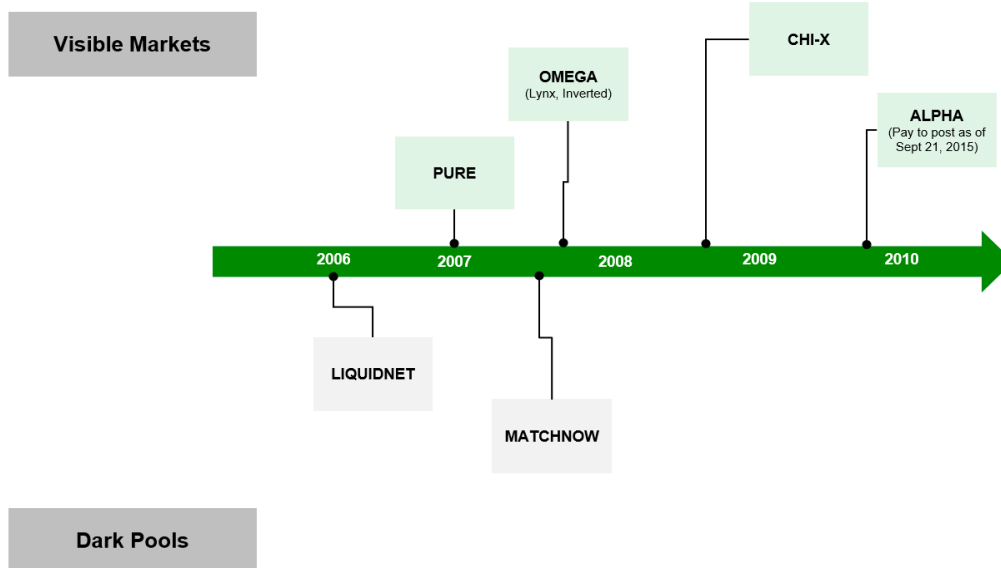 Visible Markets
CHI-X
OMEGA
(Lynx, Inverted)
ALPHA
(Pay to post as of
Sept 21, 2015)
PURE
2006
2007
2008
2009
2010
LIQUIDNET
MATCHNOW
Dark Pools